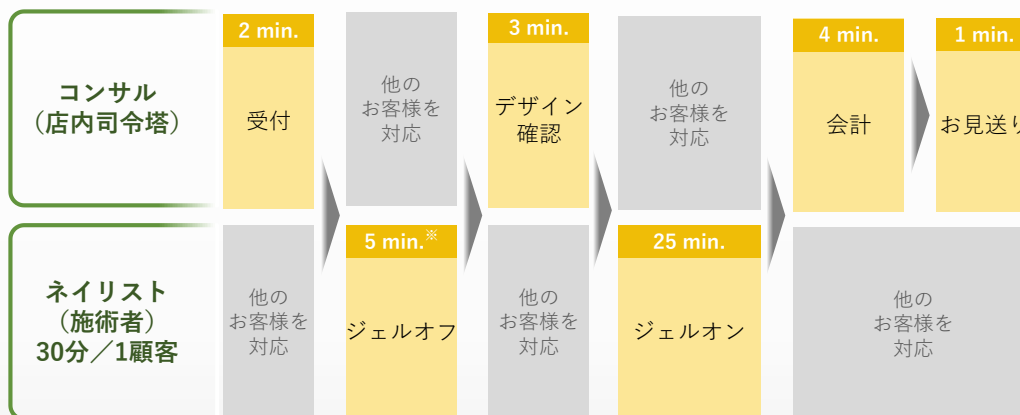 コンサル
（店内司令塔）
2 min.
受付
他の
お客様を
対応
3 min.
デザイン
確認
他の
お客様を
対応
4 min.
会計
1 min.
お見送り
ネイリスト
（施術者）
30分／1顧客
他の
お客様を
対応
5 min.※
ジェルオフ
他の
お客様を
対応
25 min.
ジェルオン
他の
お客様を
対応